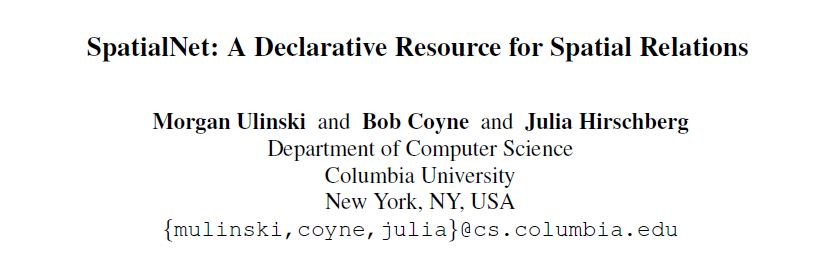 SpatialNet: A Declarative Resource for Spatial Relations
Morgan Ulinski and Bob Coyne and Julia Hirschberg
Department of Computer Science
Columbia University
New York, NY, USA
{mulinski,coyne,julia}@cs.columbia.edu